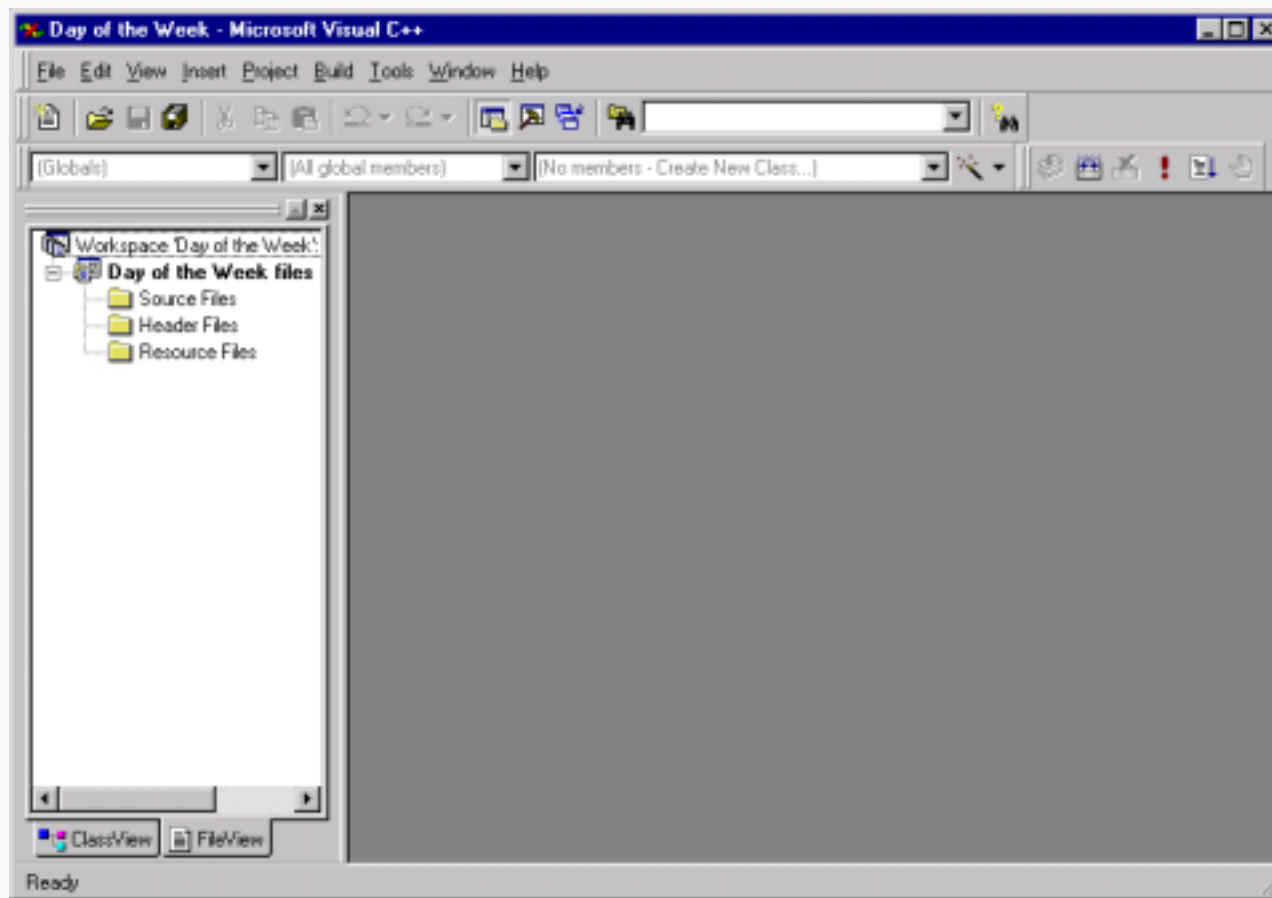 Day of the Week - Microsoft Visual C++
File Edit View Insert Project Build Tools Window Help
(Globals) (All global members) (No members - Create New Class...)
Workspace 'Day of the Week':
Day of the Week files
Source Files
Header Files
Resource Files
ClassView FileView
Ready